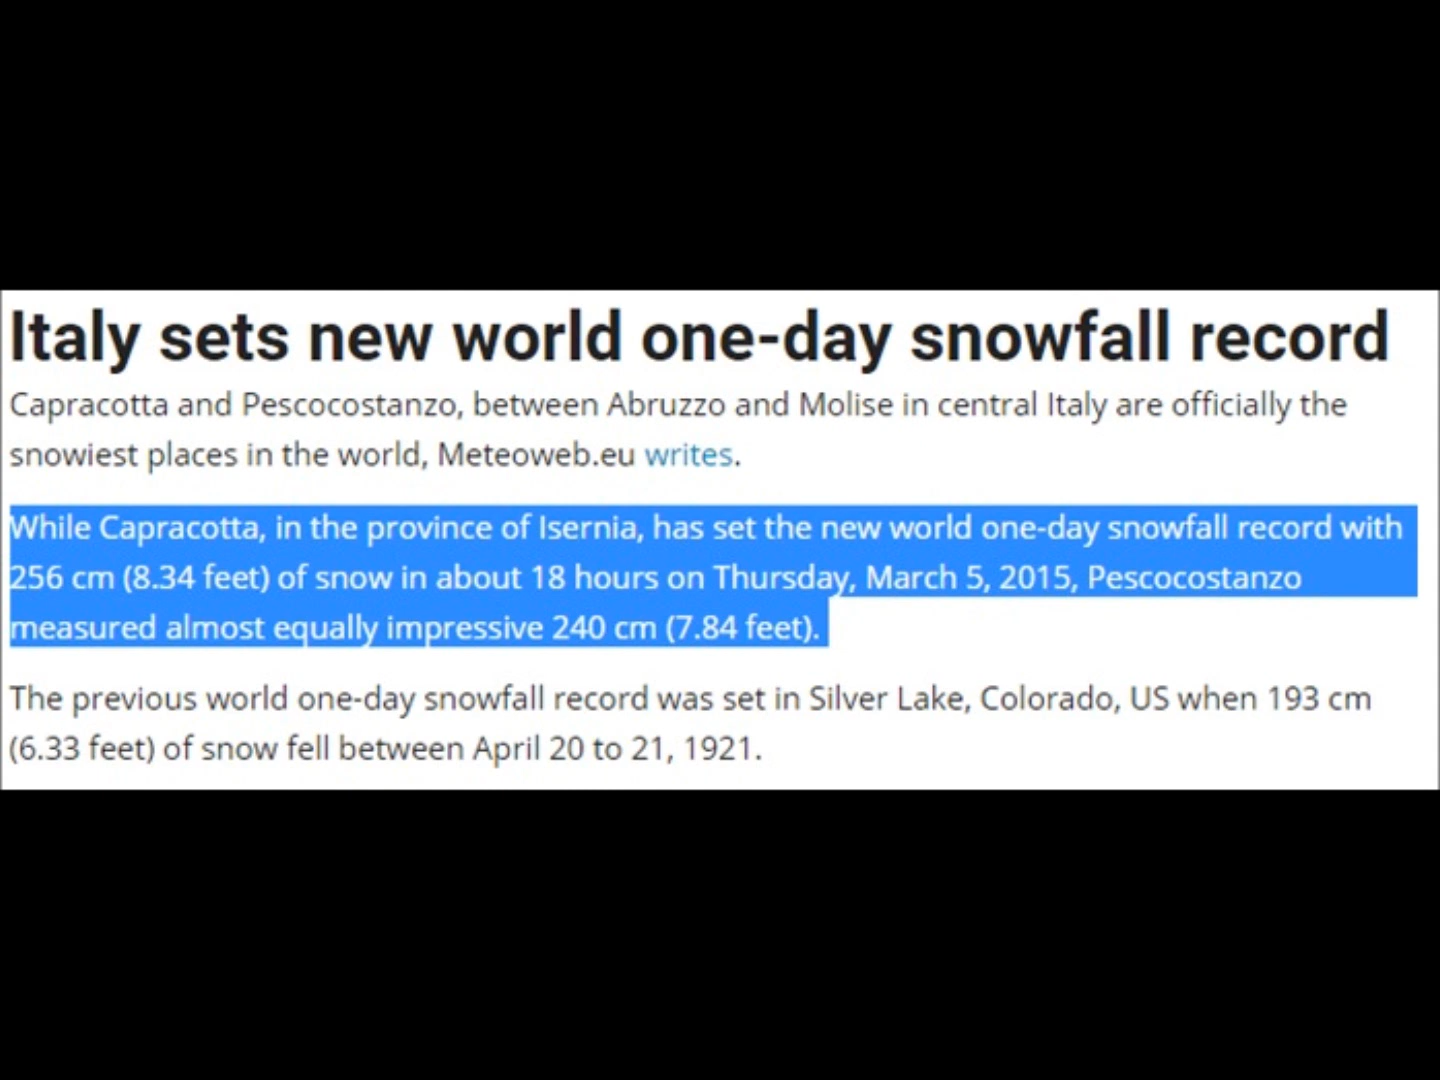 Italy sets new world one-day snowfall record
Capracotta and Pescocostanzo, between Abruzzo and Molise in central Italy are officially the
snowiest places in the world, Meteoweb.eu writes.
While Capracotta, in the province of Isernia, has set the new world one-day snowfall record with
256 cm (8.34 feet) of snow in about 18 hours on Thursday, March 5, 2015, Pescocostanzo
measured almost equally impressive 240 cm (7.84 feet).
The previous world one-day snowfall record was set in Silver Lake, Colorado, US when 193 cm
(6.33 feet) of snow fell between April 20 to 21, 1921.